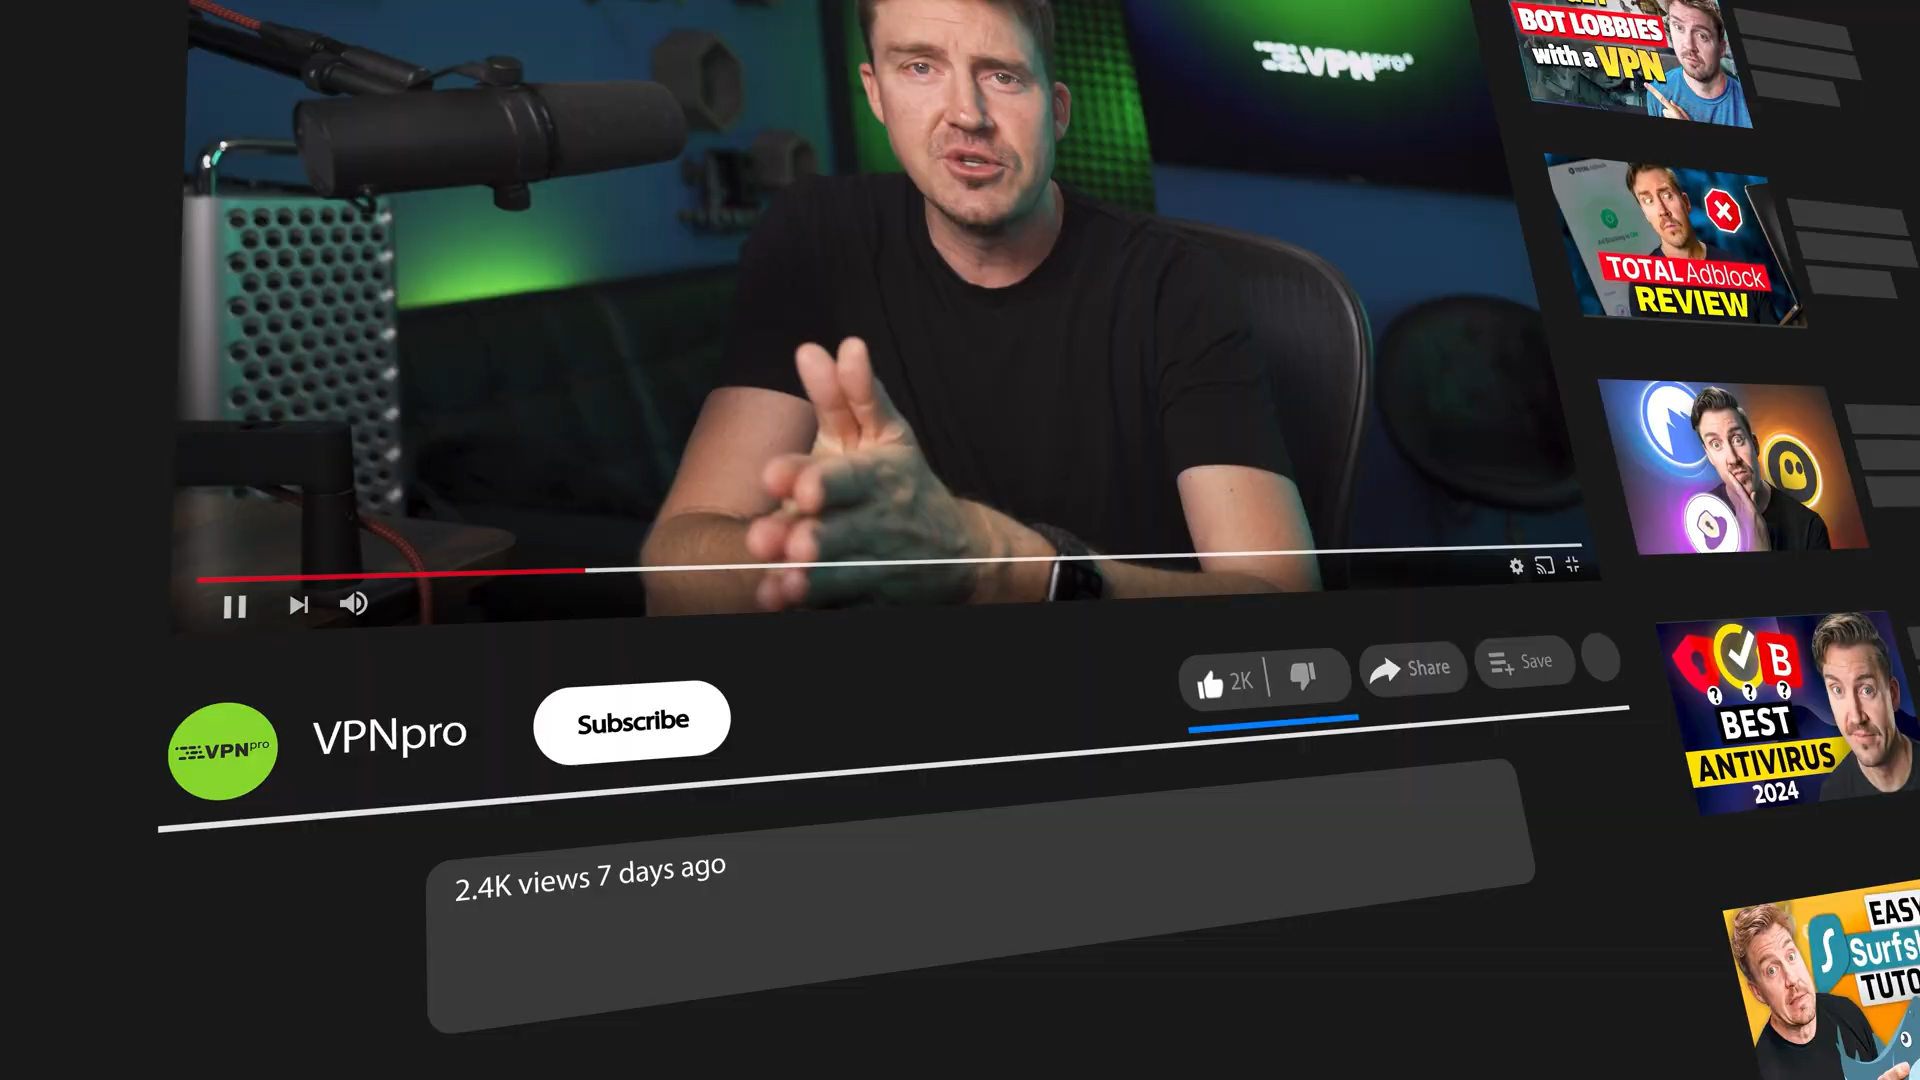 VPNpro®
BOT LOBBIES
with a VPN
TOTAL Adblock
REVIEW
B
? ? ?
BEST
ANTIVIRUS
2024
EASY
Surfs
TUTO
2K
Share
Save
VPNpro
VPNpro
Subscribe
2.4K views 7 days ago